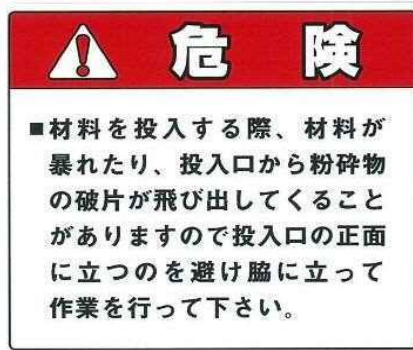 危険
■材料を投入する際、材料が
暴れたり、投入口から粉砕物
の破片が飛び出してくること
がありますので投入口の正面
に立つのを避け脇に立って
作業を行って下さい。